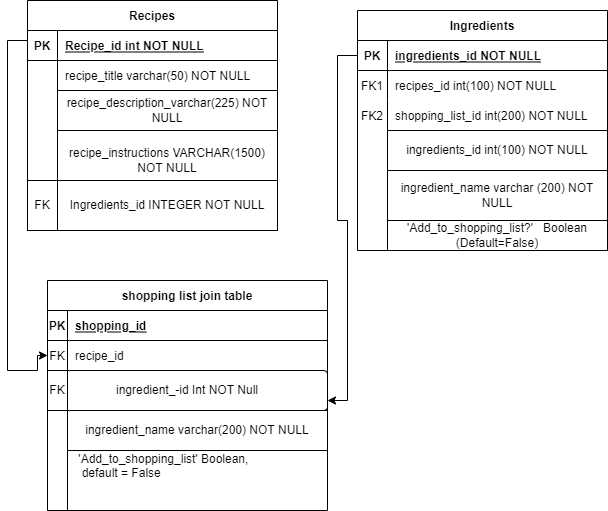 Recipes
PK Recipe_id int NOT NULL
recipe_title varchar(50) NOT NULL
recipe_description_varchar(225) NOT
NULL
recipe_instructions VARCHAR(1500)
NOT NULL
FK Ingredients_id INTEGER NOT NULL
Ingredients
PK ingredients_id NOT NULL
FK1 recipes_id int(100) NOT NULL
FK2 shopping_list_id int(200) NOT NULL
ingredients_id int(100) NOT NULL
ingredient_name varchar (200) NOT
NULL
'Add_to_shopping_list?' Boolean
(Default=False)
shopping list join table
PK shopping_id
FK recipe_id
FK ingredient_-id Int NOT Null
ingredient_name varchar(200) NOT NULL
'Add_to_shopping_list' Boolean,
default = False